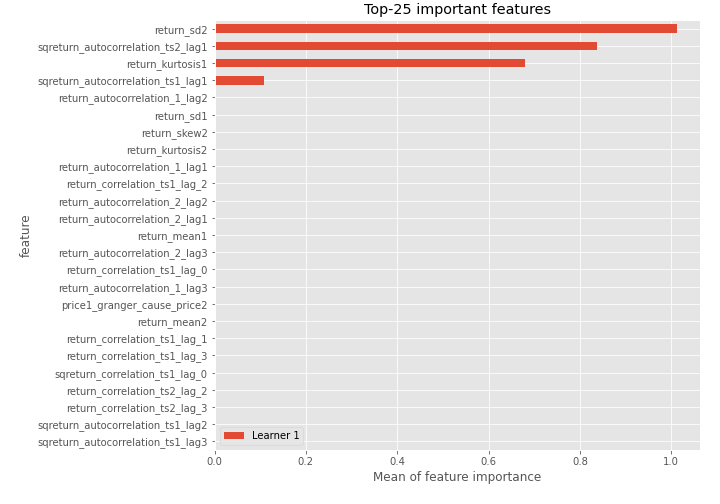 Top-25 important features
return_sd2
sqreturn_autocorrelation_ts2_lag1
return_kurtosis1
sqreturn_autocorrelation_ts1_lag1
return_autocorrelation_1_lag2
return_sd1
return_skew2
return_kurtosis2
return_autocorrelation_1_lag1
return_correlation_ts1_lag_2
return_autocorrelation_2_lag2
return_autocorrelation_2_lag1
return_mean1
return_autocorrelation_2_lag3
return_correlation_ts1_lag_0
return_autocorrelation_1_lag3
price1_granger_cause_price2
return_mean2
return_correlation_ts1_lag_1
return_correlation_ts1_lag_3
sqreturn_correlation_ts1_lag_0
return_correlation_ts2_lag_2
return_correlation_ts2_lag_3
sqreturn_autocorrelation_ts1_lag2
sqreturn_autocorrelation_ts1_lag3
feature
Learner 1
0.0 0.2 0.4 0.6 0.8 1.0
Mean of feature importance